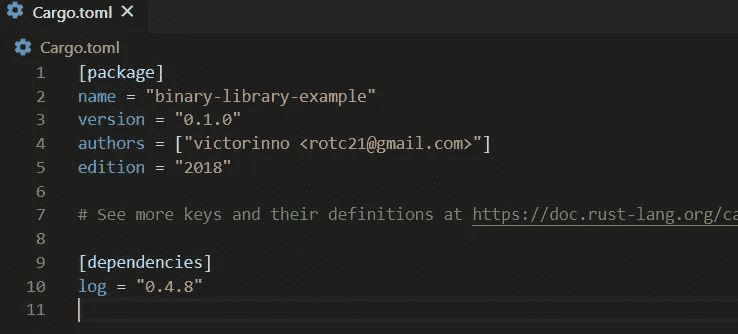 Cargo.toml ✕
Cargo.toml
1 [package]
2 name = "binary-library-example"
3 version = "0.1.0"
4 authors = ["victorinno <rotc21@gmail.com>"]
5 edition = "2018"
6
7 # See more keys and their definitions at https://doc.rust-lang.org/ca
8
9 [dependencies]
10 log = "0.4.8"
11